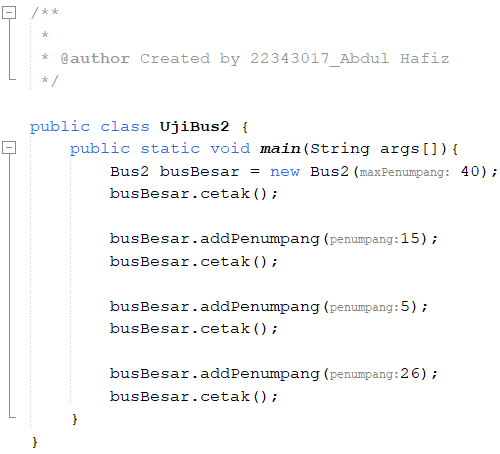 /**
 *
 * @author Created by 22343017_Abdul Hafiz
 */
public class UjiBus2 {
    public static void main(String args[]){
        Bus2 busBesar = new Bus2(maxPenumpang: 40);
        busBesar.cetak();
        busBesar.addPenumpang(penumpang:15);
        busBesar.cetak();
        busBesar.addPenumpang(penumpang:5);
        busBesar.cetak();
        busBesar.addPenumpang(penumpang:26);
        busBesar.cetak();
    }
}